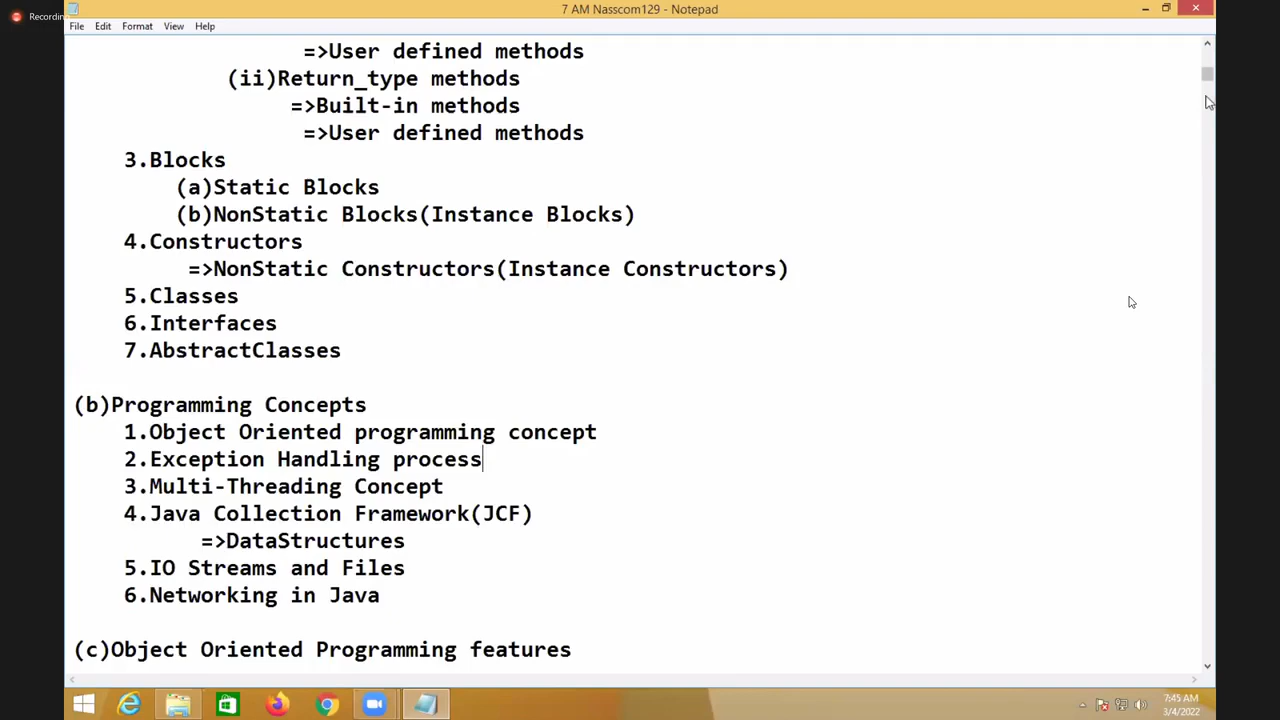 Recording
7 AM Nasscom129 - Notepad
File Edit Format View Help
=>User defined methods
(ii)Return_type methods
=>Built-in methods
=>User defined methods
3.Blocks
(a)Static Blocks
(b)NonStatic Blocks(Instance Blocks)
4.Constructors
=>NonStatic Constructors(Instance Constructors)
5.Classes
6.Interfaces
7.AbstractClasses
(b)Programming Concepts
1.Object Oriented programming concept
2.Exception Handling process
3.Multi-Threading Concept
4.Java Collection Framework(JCF)
=>DataStructures
5.IO Streams and Files
6.Networking in Java
(c)Object Oriented Programming features
7:45 AM
3/4/2022